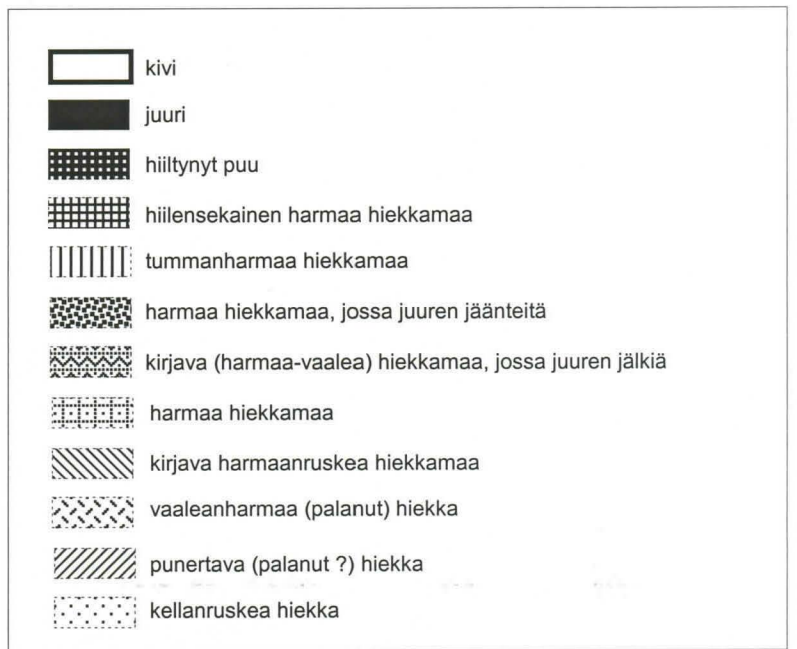 kivi
juuri
hiiltynyt puu
hiilensekainen harmaa hiekkamaa
tummanharmaa hiekkamaa
harmaa hiekkamaa, jossa juuren jäänteitä
kirjava (harmaa-vaalea) hiekkamaa, jossa juuren jälkiä
harmaa hiekkamaa
kirjava harmaanruskea hiekkamaa
vaaleanharmaa (palanut) hiekka
punertava (palanut ?) hiekka
kellanruskea hiekka